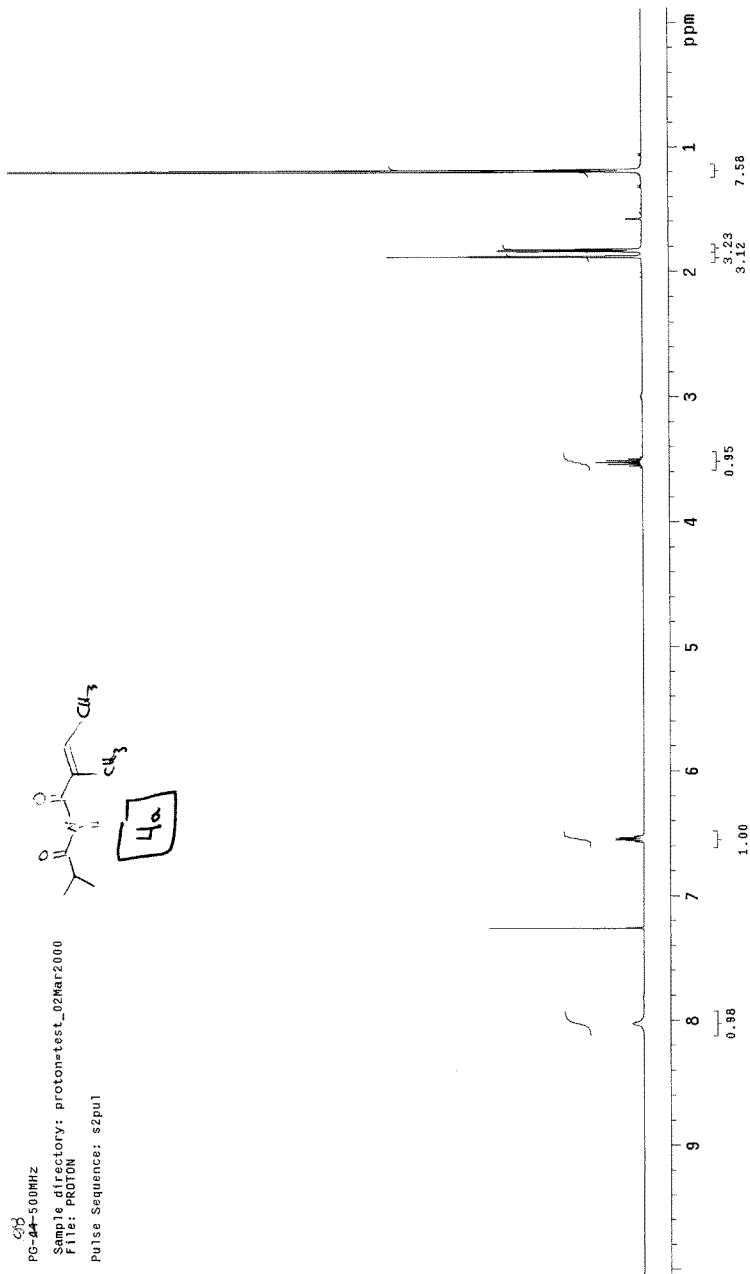 98
PG-44-500MHz
Sample directory: proton=test_02Mar2000
File: PROTON
Pulse Sequence: s2pul
O
O
N
H
CH3
CH3
4a
9
8
7
6
5
4
3
2
1
ppm
0.98
1.00
0.95
3.12
3.23
7.58